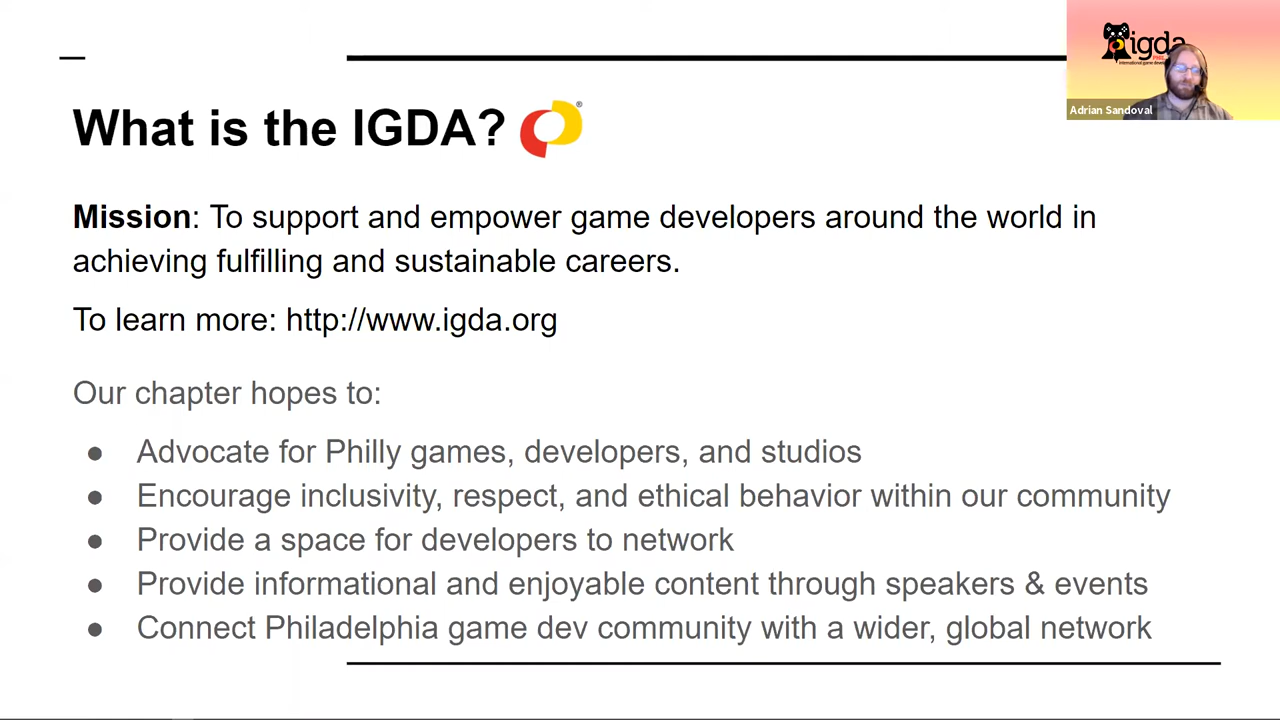 What is the IGDA?
®
igda
Adrian Sandoval
Mission: To support and empower game developers around the world in
achieving fulfilling and sustainable careers.
To learn more: http://www.igda.org
Our chapter hopes to:
● Advocate for Philly games, developers, and studios
● Encourage inclusivity, respect, and ethical behavior within our community
● Provide a space for developers to network
● Provide informational and enjoyable content through speakers & events
● Connect Philadelphia game dev community with a wider, global network